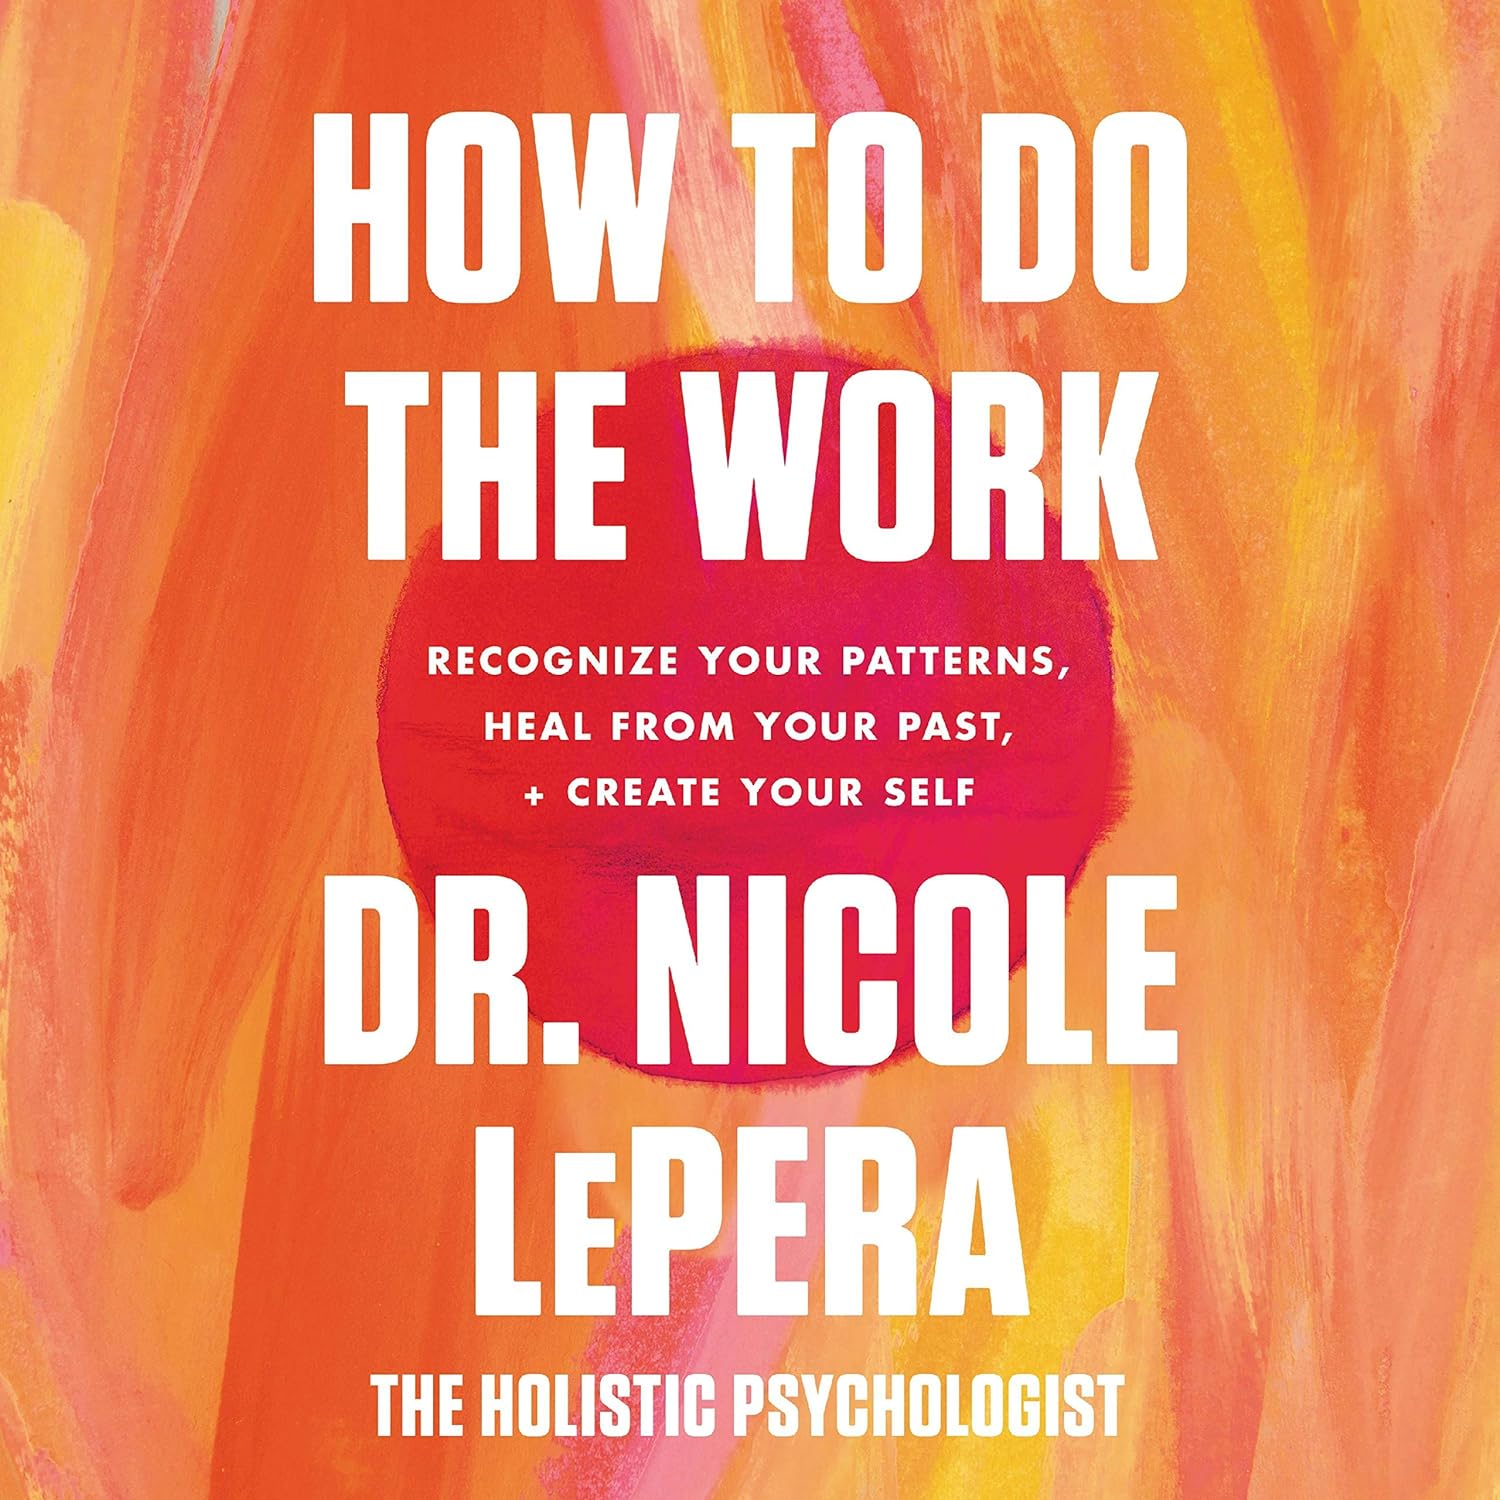 HOW TO DO
THE WORK
RECOGNIZE YOUR PATTERNS,
HEAL FROM YOUR PAST,
+ CREATE YOUR SELF
DR. NICOLE
LePERA
THE HOLISTIC PSYCHOLOGIST